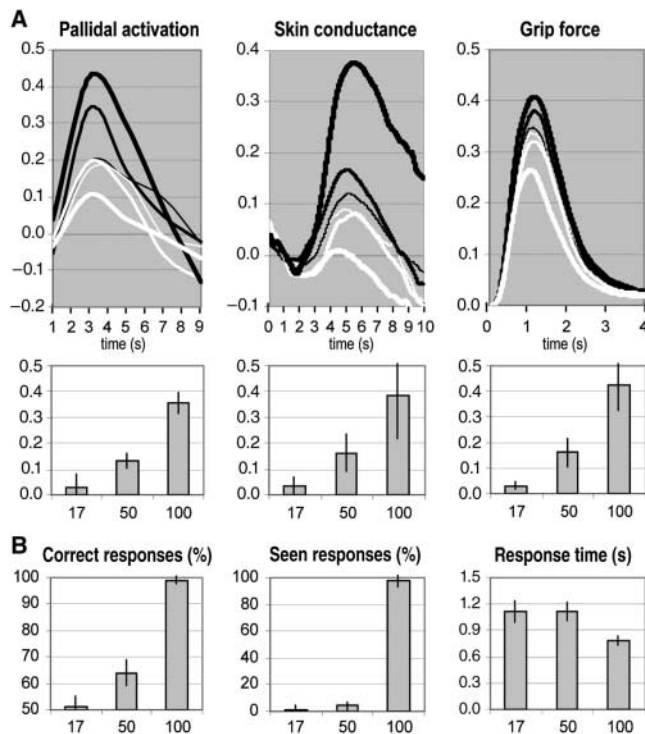 A
Pallidal activation Skin conductance Grip force
0.5 0.4 0.5
0.4
0.3 0.4
0.3
0.2 0.2 0.3
0.1 0.1 0.2
0.0
0.0 0.1
−0.1
−0.2 −0.1 0.0
1 2 3 4 5 6 7 8 9 0 1 2 3 4 5 6 7 8 9 10 0 1 2 3 4
time (s) time (s) time (s)
0.5 0.5 0.5
0.4 0.4 0.4
0.3 0.3 0.3
0.2 0.2 0.2
0.1 0.1 0.1
0.0 0.0 0.0
17 50 100 17 50 100 17 50 100
B
Correct responses (%) Seen responses (%) Response time (s)
100 100 1.5
90 80 1.2
80 60 0.9
70 40 0.6
60 20 0.3
50 0 0.0
17 50 100 17 50 100 17 50 100